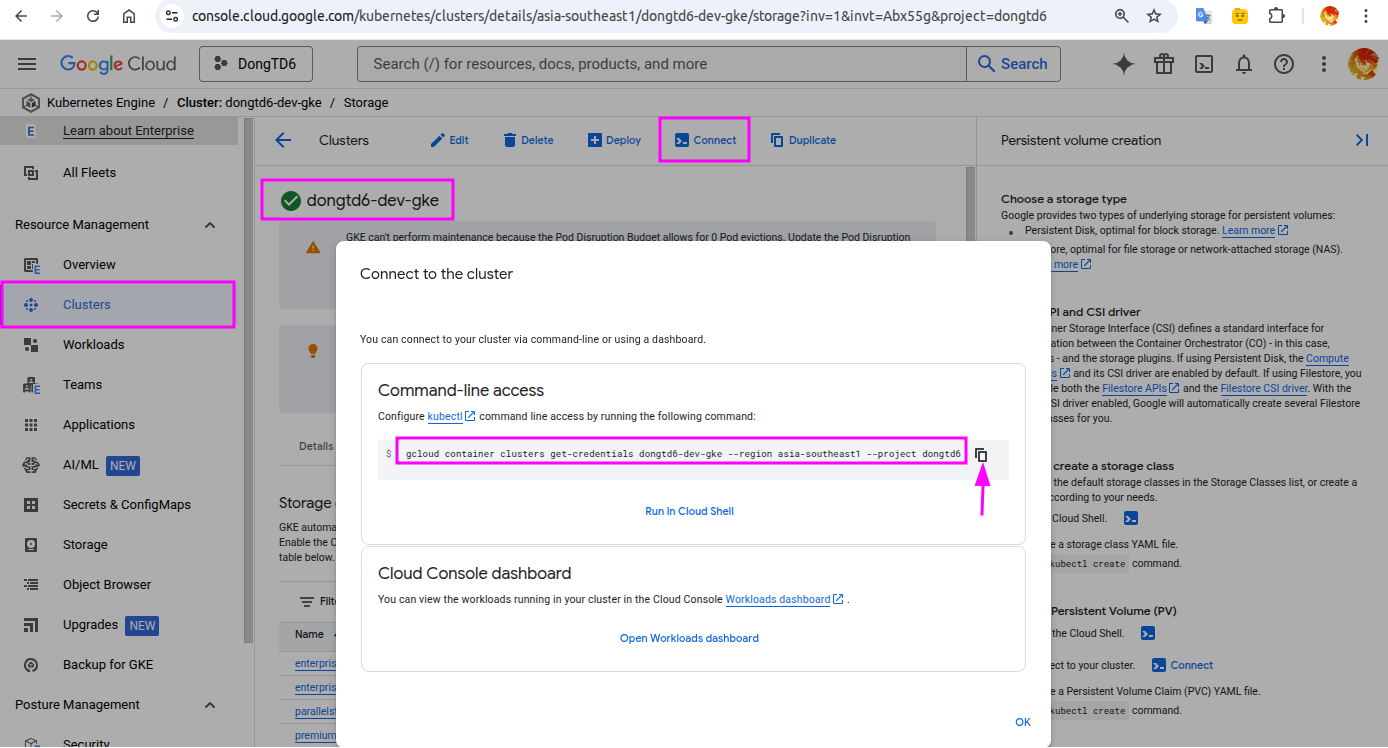 console.cloud.google.com/kubernetes/clusters/details/asia-southeast1/dongtd6-dev-gke/storage?inv=1&invt=Abx55g&project=dongtd6
Google Cloud
DongTD6
Search (/) for resources, docs, products, and more
Search
Kubernetes Engine / Cluster: dongtd6-dev-gke / Storage
E
Learn about Enterprise
All Fleets
Resource Management
Overview
Clusters
Workloads
Teams
Applications
AI/ML NEW
Secrets & ConfigMaps
Storage
Object Browser
Upgrades NEW
Backup for GKE
Posture Management
Security
Clusters
Edit
Delete
Deploy
Connect
Duplicate
dongtd6-dev-gke
GKE can't perform maintenance because the Pod Disruption Budget allows for 0 Pod evictions. Update the Pod Disruption
Details
Storage
GKE automa
Enable the C
table below.
Filte
Name
enterpris
enterpris
parallelst
premium
Connect to the cluster
You can connect to your cluster via command-line or using a dashboard.
Command-line access
Configure kubectl command line access by running the following command:
$ gcloud container clusters get-credentials dongtd6-dev-gke --region asia-southeast1 --project dongtd6
Run in Cloud Shell
Cloud Console dashboard
You can view the workloads running in your cluster in the Cloud Console Workloads dashboard .
Open Workloads dashboard
OK
Persistent volume creation
Choose a storage type
Google provides two types of underlying storage for persistent volumes:
• Persistent Disk, optimal for block storage. Learn more
ore, optimal for file storage or network-attached storage (NAS).
more
PI and CSI driver
ner Storage Interface (CSI) defines a standard interface for
ation between the Container Orchestrator (CO) - in this case,
s - and the storage plugins. If using Persistent Disk, the Compute
s and its CSI driver are enabled by default. If using Filestore, you
le both the Filestore APIs and the Filestore CSI driver. With the
SI driver enabled, Google will automatically create several Filestore
asses for you.
create a storage class
the default storage classes in the Storage Classes list, or create a
ccording to your needs.
Cloud Shell.
e a storage class YAML file.
kubectl create command.
Persistent Volume (PV)
the Cloud Shell.
ect to your cluster. Connect
e a Persistent Volume Claim (PVC) YAML file.
kubectl create command.